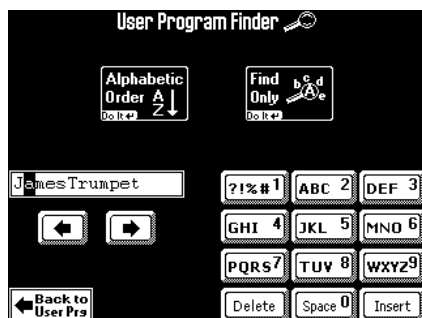 User Program Finder
Alphabetic
Order A
Z
Do It
Find
Only
b c d
A e
Do It
JamesTrumpet
?!%#1
ABC 2
DEF 3
GHI 4
JKL 5
MNO 6
PQRS7
TUV 8
WXYZ9
Back to
User Prg
Delete
Space 0
Insert